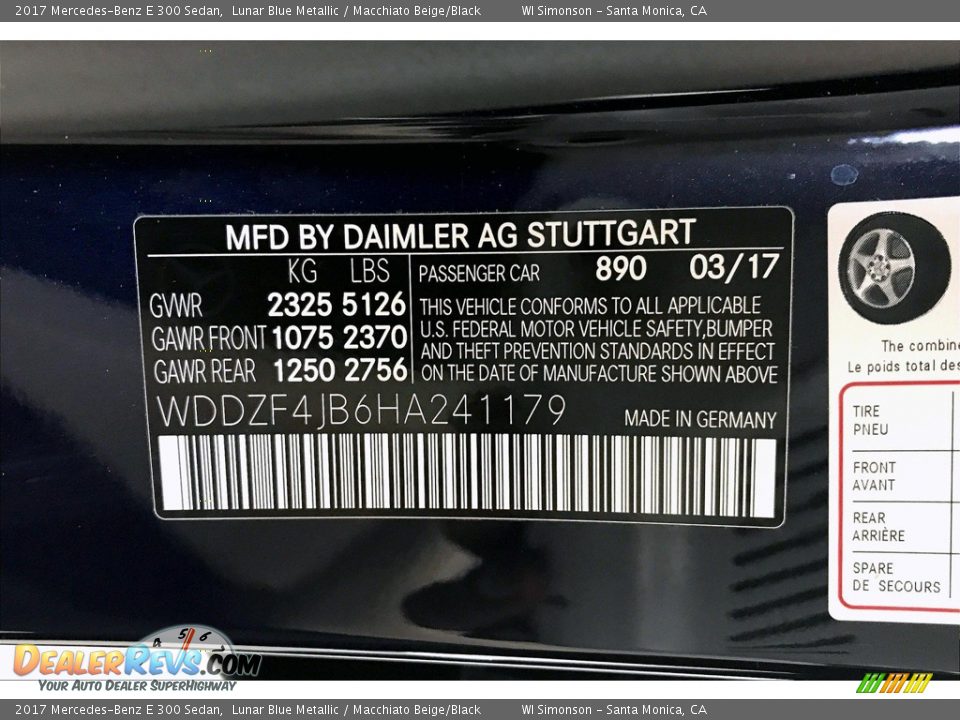 2017 Mercedes-Benz E 300 Sedan, Lunar Blue Metallic / Macchiato Beige/Black WI Simonson - Santa Monica, CA
MFD BY DAIMLER AG STUTTGART
KG LBS
GVWR 2325 5126
GAWR FRONT 1075 2370
GAWR REAR 1250 2756
PASSENGER CAR 890 03/17
THIS VEHICLE CONFORMS TO ALL APPLICABLE
U.S. FEDERAL MOTOR VEHICLE SAFETY,BUMPER
AND THEFT PREVENTION STANDARDS IN EFFECT
ON THE DATE OF MANUFACTURE SHOWN ABOVE
WDDZF4JB6HA241179 MADE IN GERMANY
The combine
Le poids total des
TIRE
PNEU
FRONT
AVANT
REAR
ARRIÈRE
SPARE
DE SECOURS
4 5 6
DEALERREVS.COM
YOUR AUTO DEALER SUPERHIGHWAY
2017 Mercedes-Benz E 300 Sedan, Lunar Blue Metallic / Macchiato Beige/Black WI Simonson - Santa Monica, CA